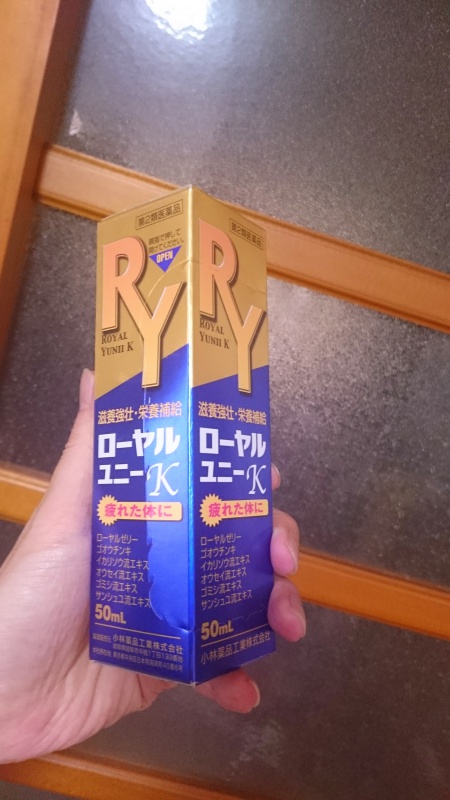 第2類医薬品
RY
OPEN
ROYAL
YUNII K
滋養強壮・栄養補給
ローヤル
ユニーK
疲れた体に
ローヤルゼリー
ゴオウチンキ
イカリソウ流エキス
オウセイ流エキス
ゴミシ流エキス
サンシュユ流エキス
50mL
小林薬品工業株式会社
第2類医薬品
RY
ROYAL
YUNII K
滋養強壮・栄養補給
ローヤル
ユニーK
疲れた体に
ローヤルゼリー
ゴオウチンキ
イカリソウ流エキス
オウセイ流エキス
ゴミシ流エキス
サンシュユ流エキス
50mL
小林薬品工業株式会社